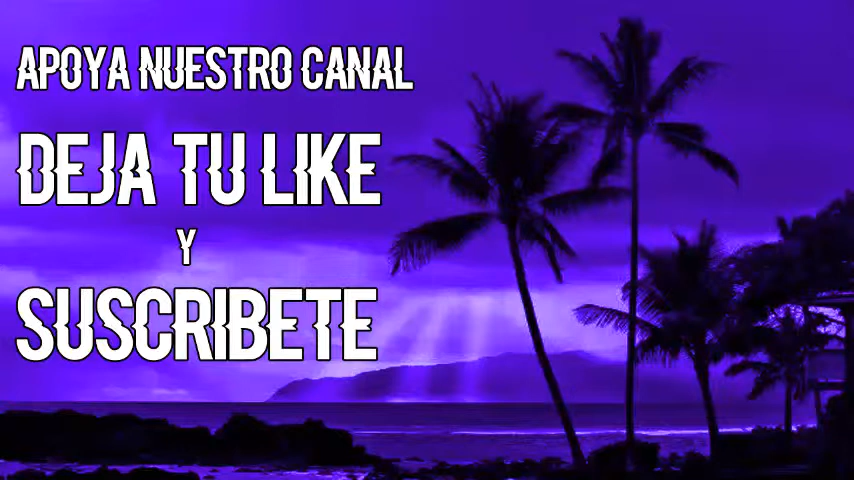 APOYA NUESTRO CANAL
DEJA TU LIKE
Y
SUSCRIBETE